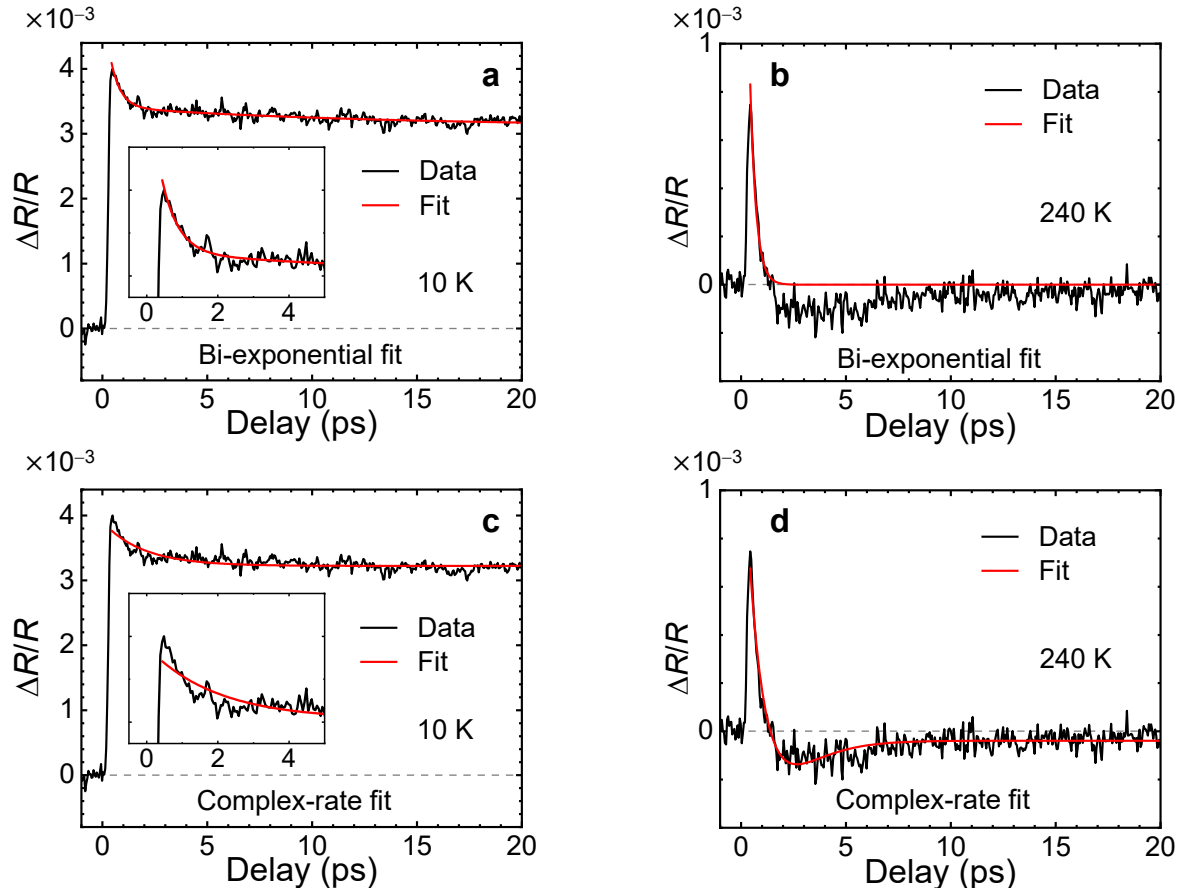 ×10⁻³
a
4
3
2
1
0
ΔR/R
Data
Fit
10 K
0 2 4
Bi-exponential fit
0 5 10 15 20
Delay (ps)
×10⁻³
b
1
0
ΔR/R
Data
Fit
240 K
Bi-exponential fit
0 5 10 15 20
Delay (ps)
×10⁻³
c
4
3
2
1
0
ΔR/R
Data
Fit
10 K
0 2 4
Complex-rate fit
0 5 10 15 20
Delay (ps)
×10⁻³
d
1
0
ΔR/R
Data
Fit
240 K
Complex-rate fit
0 5 10 15 20
Delay (ps)